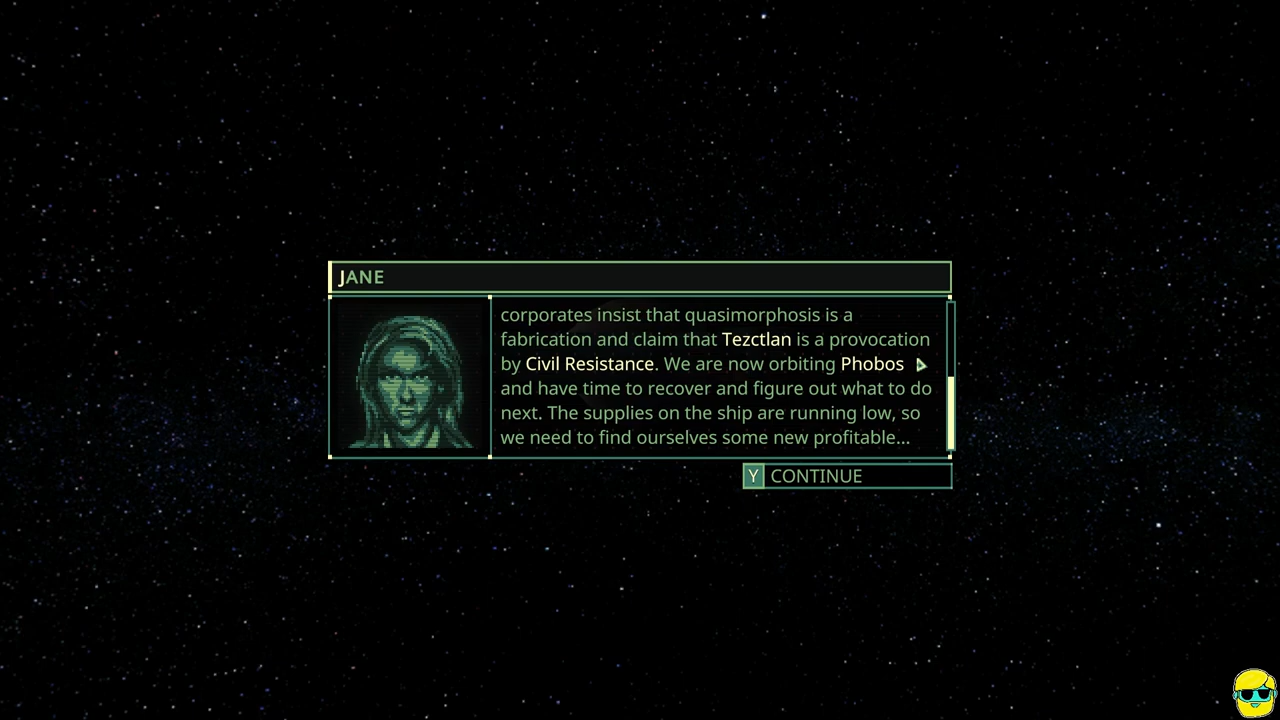 JANE
corporates insist that quasimorphosis is a
fabrication and claim that Tezctlan is a provocation
by Civil Resistance. We are now orbiting Phobos
and have time to recover and figure out what to do
next. The supplies on the ship are running low, so
we need to find ourselves some new profitable...
Y CONTINUE